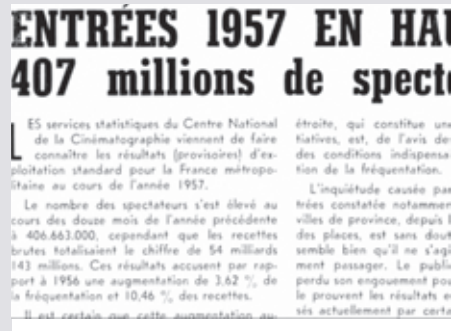 ENTRÉES 1957 EN HAU
407 millions de specte
LES services statistiques du Centre National
de la Cinématographie viennent de faire
connaître les résultats (provisoires) d'ex-
ploitation standard pour la France métropo-
litaine au cours de l'année 1957.
Le nombre des spectateurs s'est élevé au
cours des douze mois de l'année précédente
à 406.663.000, cependant que les recettes
brutes totalisaient le chiffre de 54 milliards
143 millions. Ces résultats accusent par rap-
port à 1956 une augmentation de 3,62 % de
la fréquentation et 10,46 % des recettes.
Il est certain que cette augmentation au-
étroite, qui constitue une
tiatives, est, de l'avis des
des conditions indispensa
tion de la fréquentation.
L'inquiétude causée par
trées constatée notammen
villes de province, depuis l
des places, est sans dout
semble bien qu'il ne s'agi
ment passager. Le public
perdu son engouement pou
le prouvent les résultats e
sés actuellement par certa